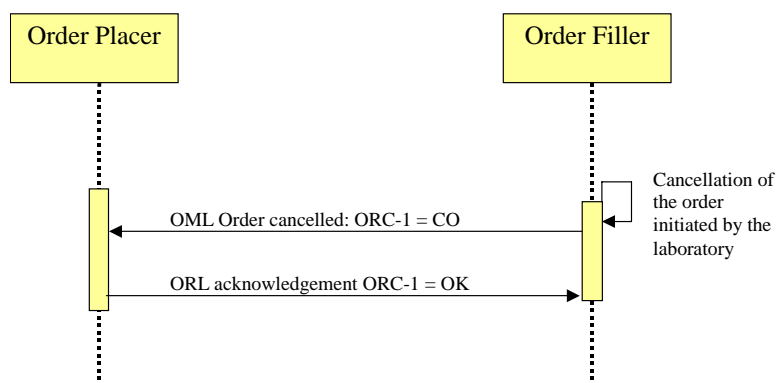 Order Placer
Order Filler
Cancellation of
the order
initiated by the
laboratory
OML Order cancelled: ORC-1 = CO
ORL acknowledgement ORC-1 = OK